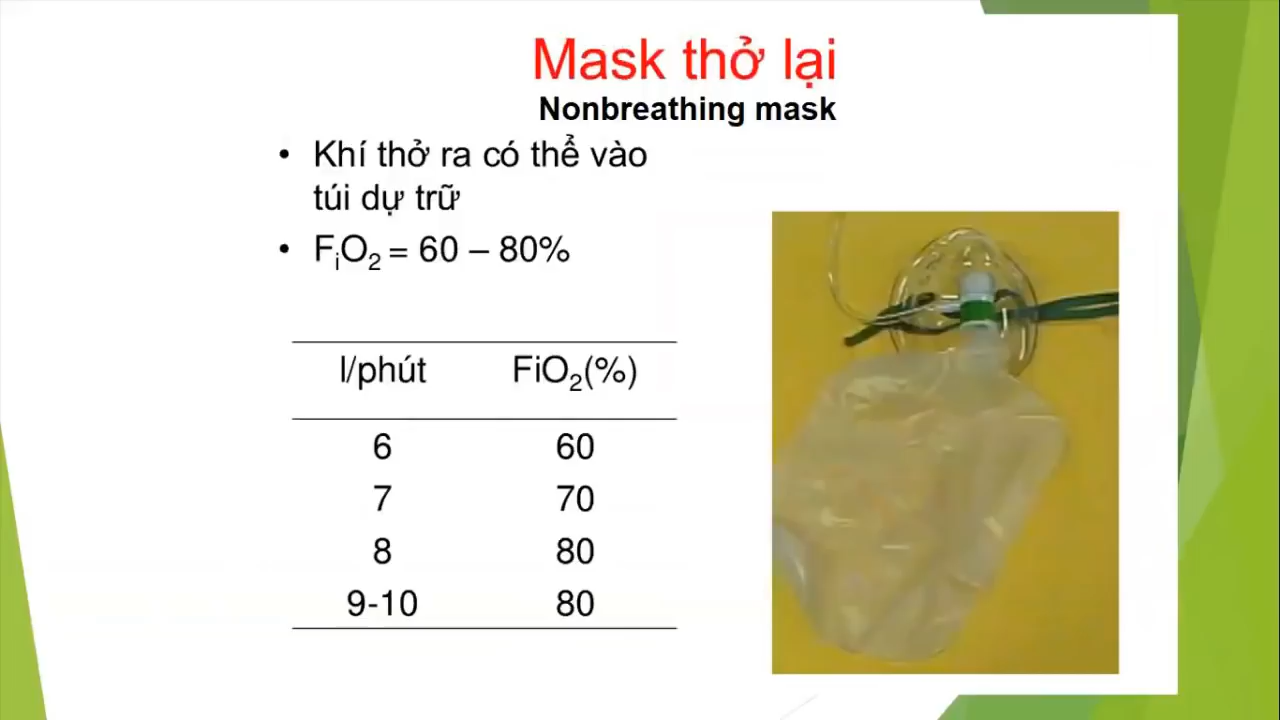 Mask thở lại
Nonbreathing mask
• Khí thở ra có thể vào
túi dự trữ
• FiO2 = 60 – 80%
l/phút FiO2(%)
6 60
7 70
8 80
9-10 80